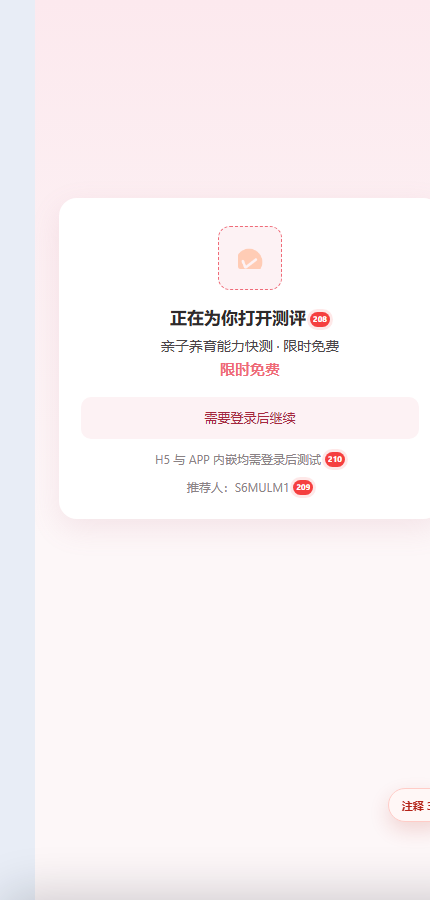 正在为你打开测评 208
亲子养育能力快测 · 限时免费
限时免费
需要登录后继续
H5 与 APP 内嵌均需登录后测试 210
推荐人：S6MULM1 209
注释